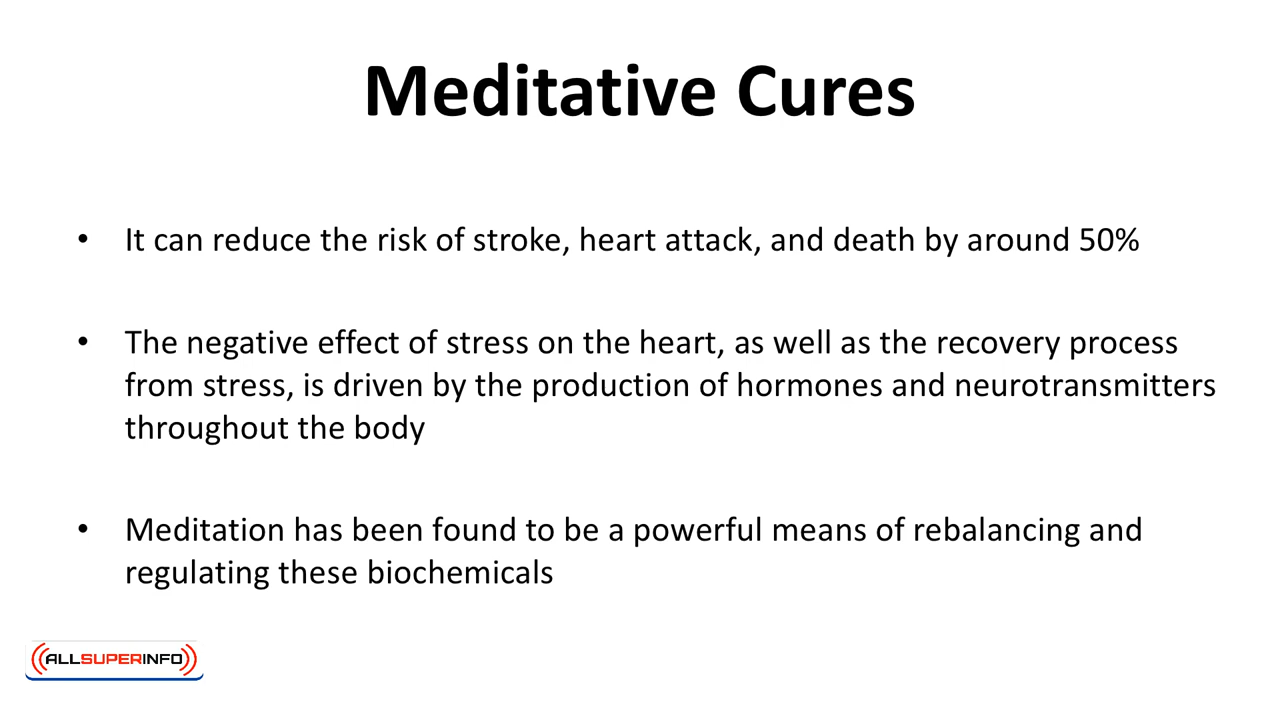 Meditative Cures
• It can reduce the risk of stroke, heart attack, and death by around 50%
• The negative effect of stress on the heart, as well as the recovery process
from stress, is driven by the production of hormones and neurotransmitters
throughout the body
• Meditation has been found to be a powerful means of rebalancing and
regulating these biochemicals
ALLSUPERINFO